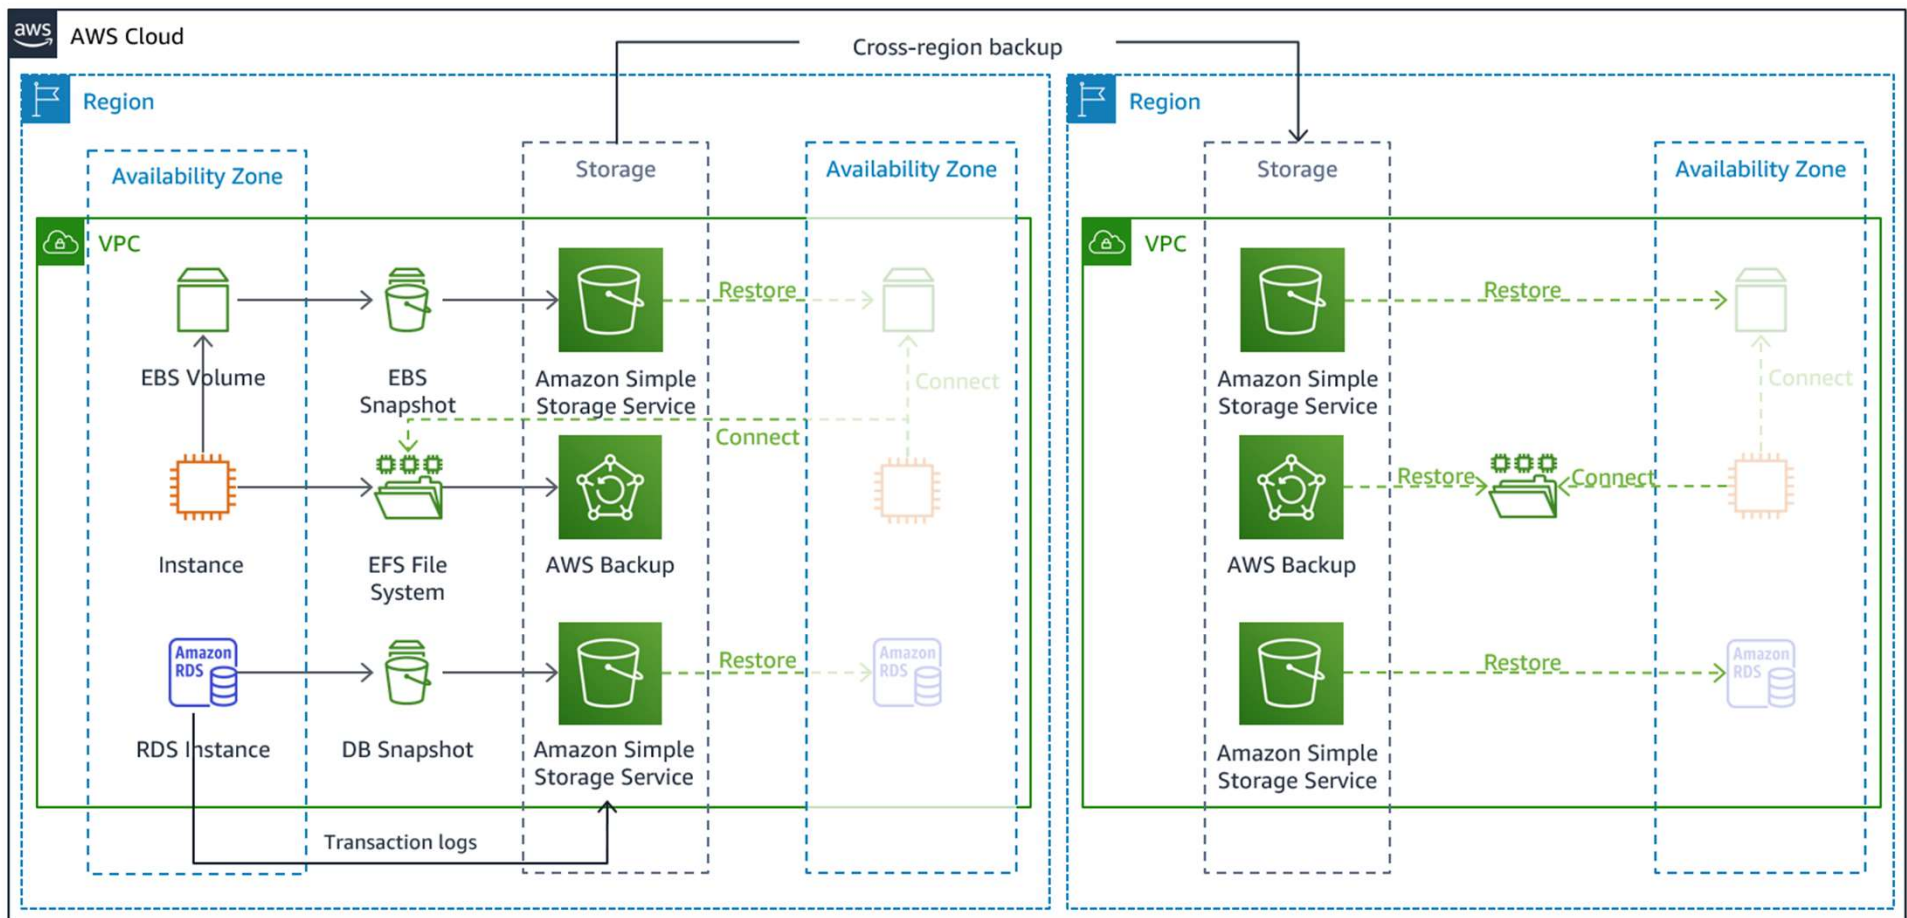 aws
AWS Cloud
Cross-region backup
Region
Availability Zone
Storage
Availability Zone
VPC
Restore
EBS Volume
EBS
Snapshot
Amazon Simple
Storage Service
Connect
Connect
Instance
EFS File
System
AWS Backup
Amazon
RDS
Restore
Amazon
RDS
RDS Instance
DB Snapshot
Amazon Simple
Storage Service
Transaction logs
Region
Storage
Availability Zone
VPC
Restore
Amazon Simple
Storage Service
Connect
Restore
Connect
AWS Backup
Restore
Amazon
RDS
Amazon Simple
Storage Service